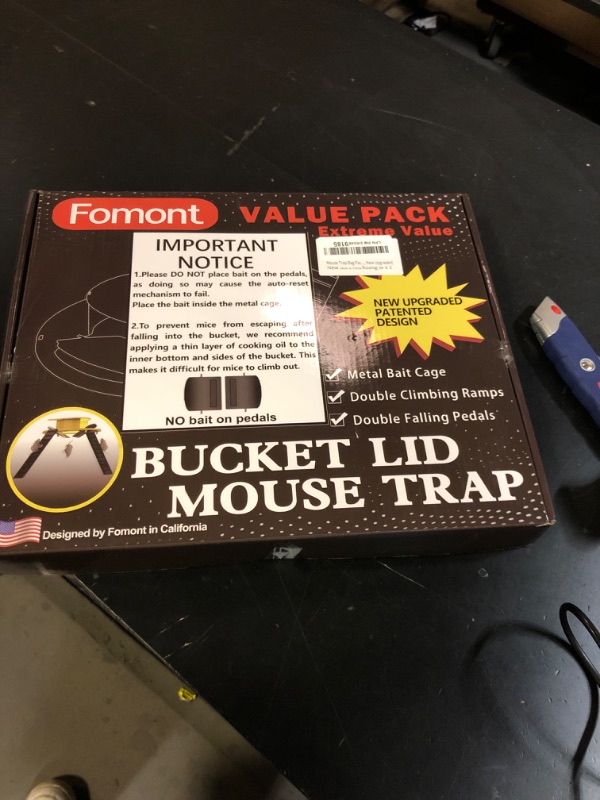 Fomont
VALUE PACK
Extreme Value
IMPORTANT
NOTICE
1.Please DO NOT place bait on the pedals,
as doing so may cause the auto-reset
mechanism to fail.
Place the bait inside the metal cage.
2.To prevent mice from escaping after
falling into the bucket, we recommend
applying a thin layer of cooking oil to the
inner bottom and sides of the bucket. This
makes it difficult for mice to climb out.
NO bait on pedals
NEW UPGRADED
PATENTED
DESIGN
Metal Bait Cage
Double Climbing Ramps
Double Falling Pedals
BUCKET LID
MOUSE TRAP
Designed by Fomont in California